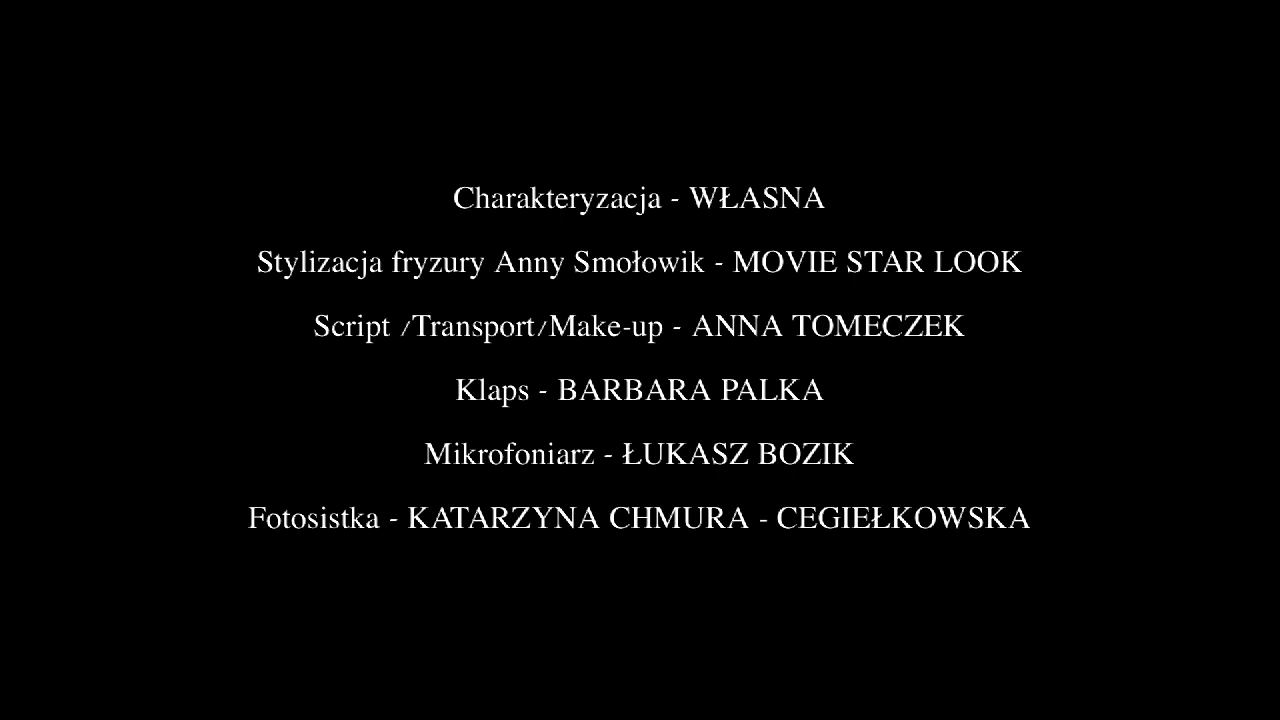 Charakteryzacja - WŁASNA
Stylizacja fryzury Anny Smołowik - MOVIE STAR LOOK
Script /Transport/Make-up - ANNA TOMECZEK
Klaps - BARBARA PALKA
Mikrofoniarz - ŁUKASZ BOZIK
Fotosistka - KATARZYNA CHMURA - CEGIEŁKOWSKA